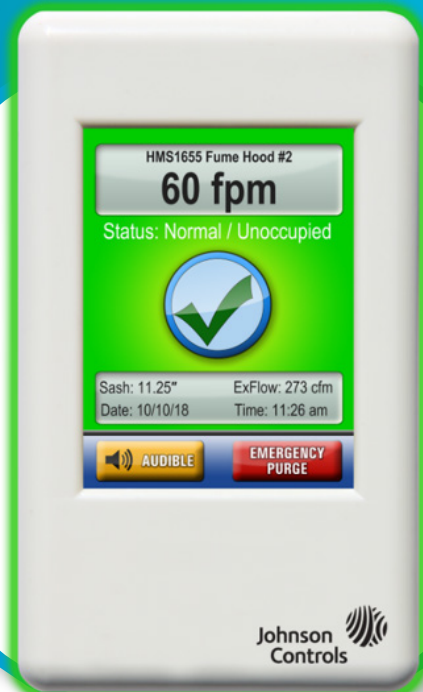 HMS1655 Fume Hood #2
60 fpm
Status: Normal / Unoccupied
Sash: 11.25" ExFlow: 273 cfm
Date: 10/10/18 Time: 11:26 am
AUDIBLE EMERGENCY
PURGE
Johnson
Controls